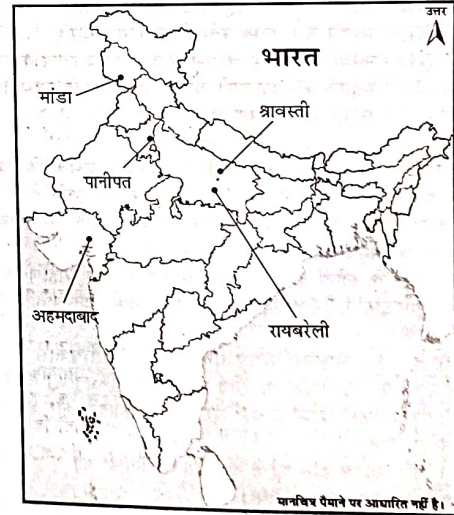 उत्तर
भारत
मांडा
श्रावस्ती
पानीपत
अहमदाबाद
रायबरेली
मानचित्र पैमाने पर आधारित नहीं है।